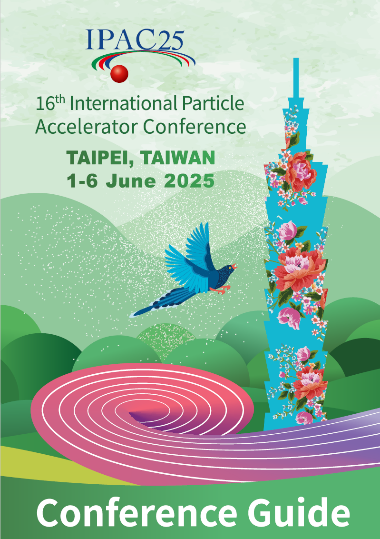 IPAC25
16th International Particle
Accelerator Conference
TAIPEI, TAIWAN
1-6 June 2025
Conference Guide